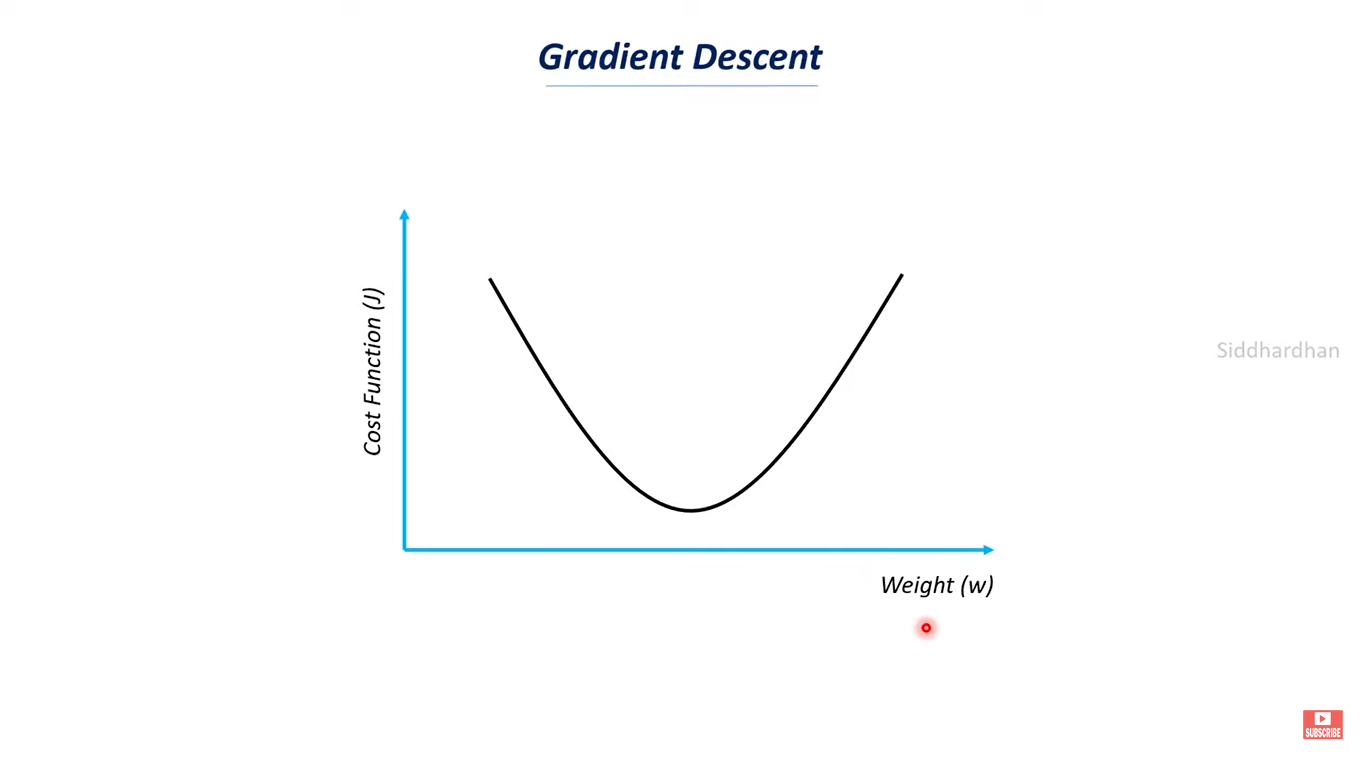 Gradient Descent
Cost Function (J)
Siddhardhan
Weight (w)
SUBSCRIBE